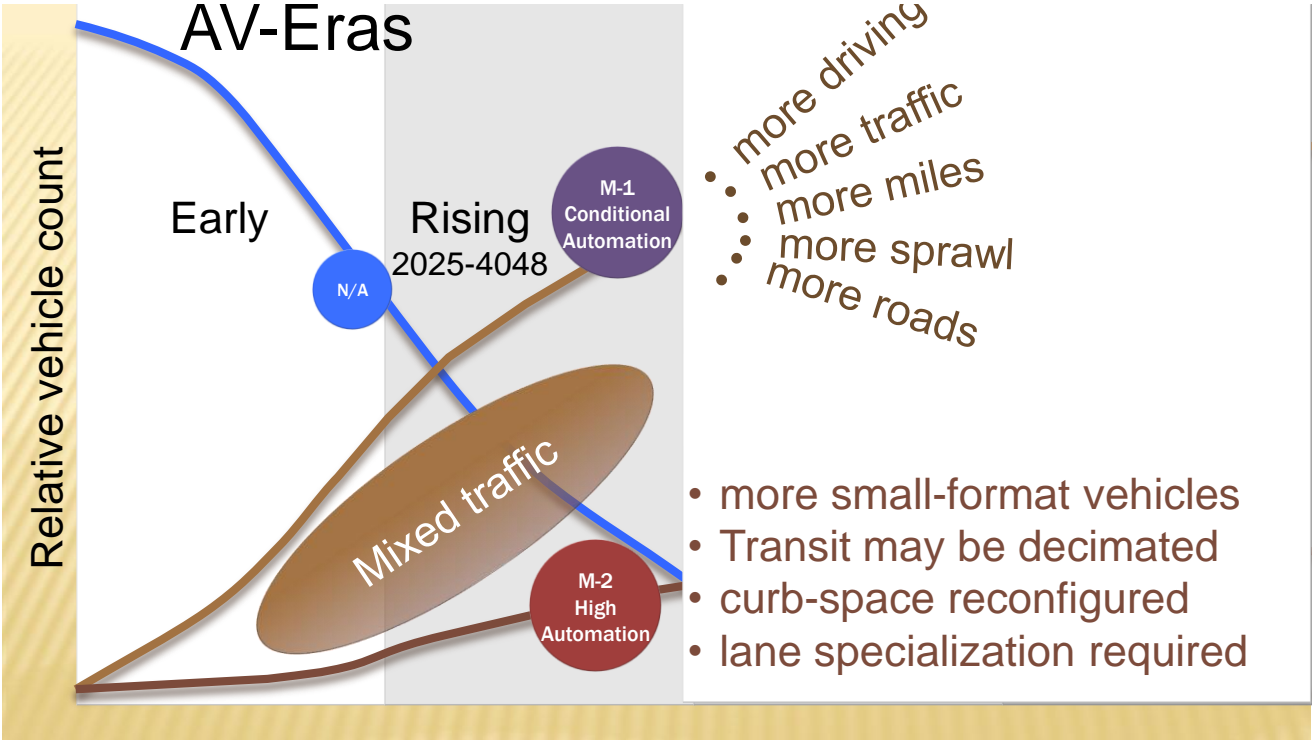 AV-Eras
Relative vehicle count
Early
Rising
2025-4048
N/A
M-1
Conditional
Automation
Mixed traffic
M-2
High
Automation
• more driving
• more traffic
• more miles
• more sprawl
• more roads
• more small-format vehicles
• Transit may be decimated
• curb-space reconfigured
• lane specialization required